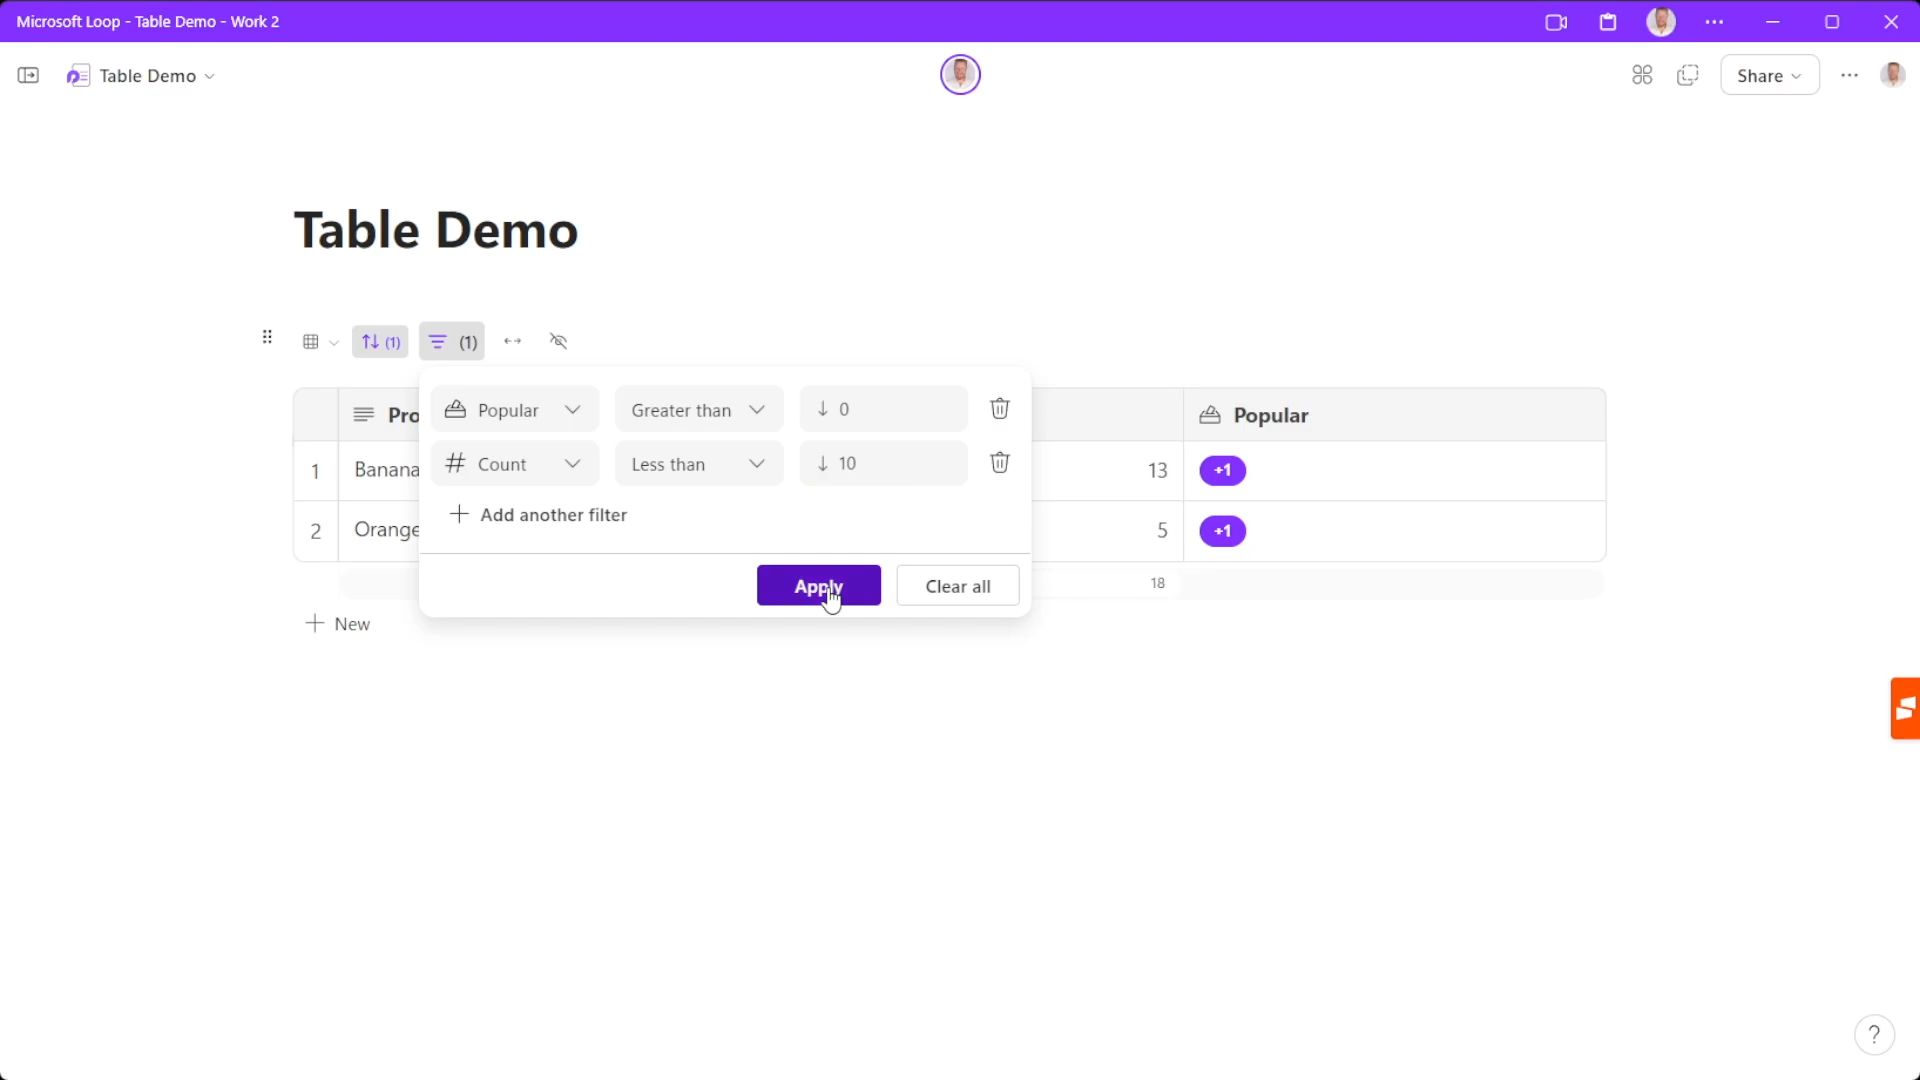 Microsoft Loop - Table Demo - Work 2
Table Demo
Share
Table Demo
(1) (1)
Popular Greater than 0
Count Less than 10
Add another filter
Apply Clear all
Pro Popular
1 Banana 13 +1
2 Orange 5 +1
18
New
?